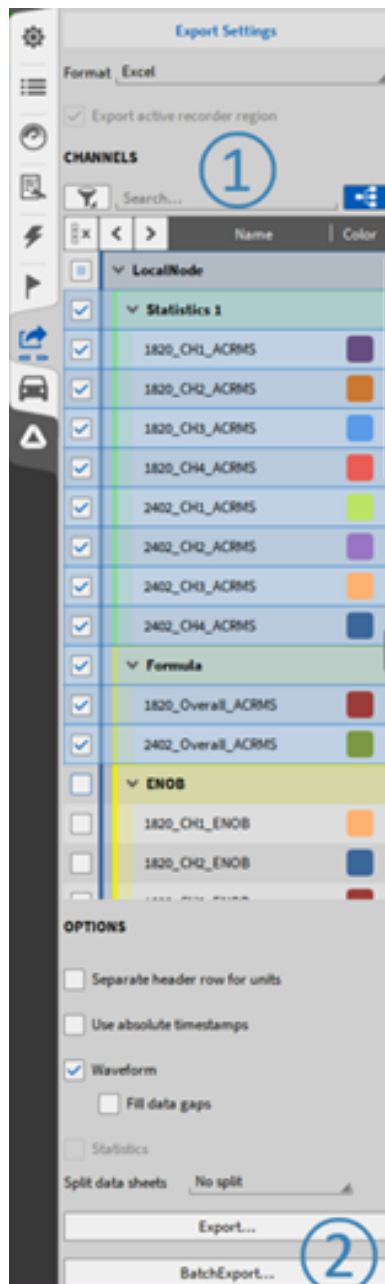 Export Settings
Format Excel
Export active recorder region
CHANNELS
1
Search...
x < > Name Color
LocalNode
Statistics 1
1820_CH1_ACRMS
1820_CH2_ACRMS
1820_CH3_ACRMS
1820_CH4_ACRMS
2402_CH1_ACRMS
2402_CH2_ACRMS
2402_CH3_ACRMS
2402_CH4_ACRMS
Formula
1820_Overall_ACRMS
2402_Overall_ACRMS
ENOB
1820_CH1_ENOB
1820_CH2_ENOB
OPTIONS
Separate header row for units
Use absolute timestamps
Waveform
Fill data gaps
Statistics
Split data sheets No split
Export...
2
BatchExport...